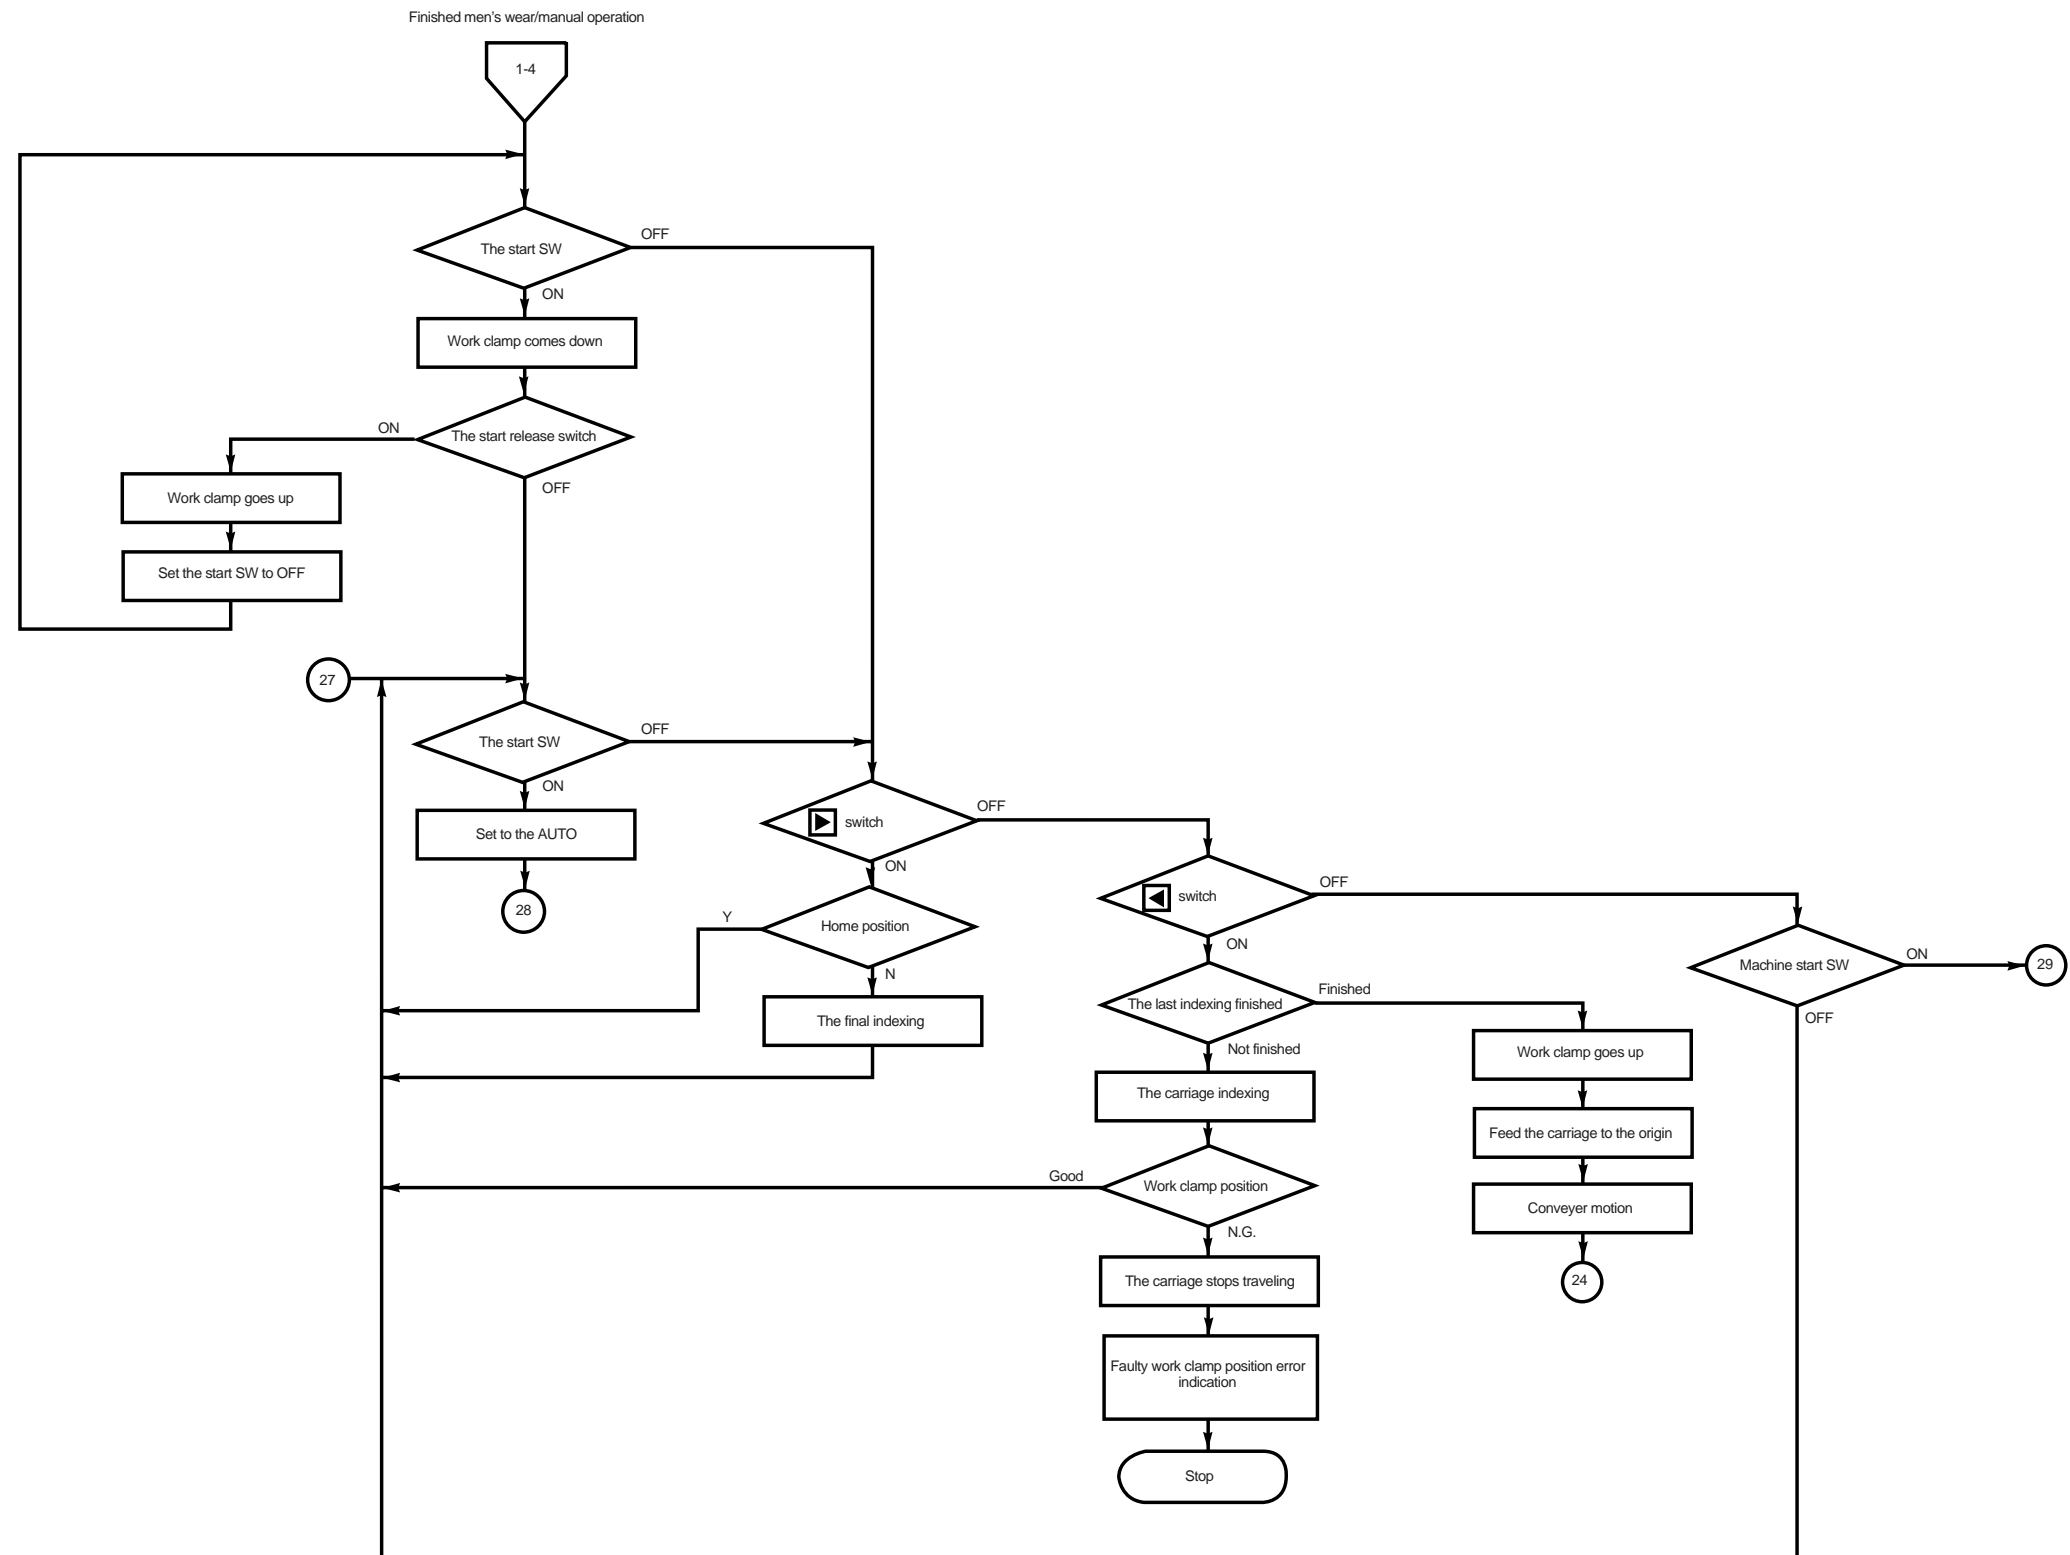 Finished men's wear/manual operation
1-4
The start SW
OFF
ON
Work clamp comes down
The start release switch
ON
OFF
Work clamp goes up
Set the start SW to OFF
27
The start SW
OFF
ON
Set to the AUTO
28
switch
OFF
ON
Home position
Y
N
The final indexing
switch
OFF
ON
The last indexing finished
Finished
Not finished
The carriage indexing
Work clamp position
Good
N.G.
The carriage stops traveling
Faulty work clamp position error
indication
Stop
Work clamp goes up
Feed the carriage to the origin
Conveyer motion
24
Machine start SW
ON
29
OFF